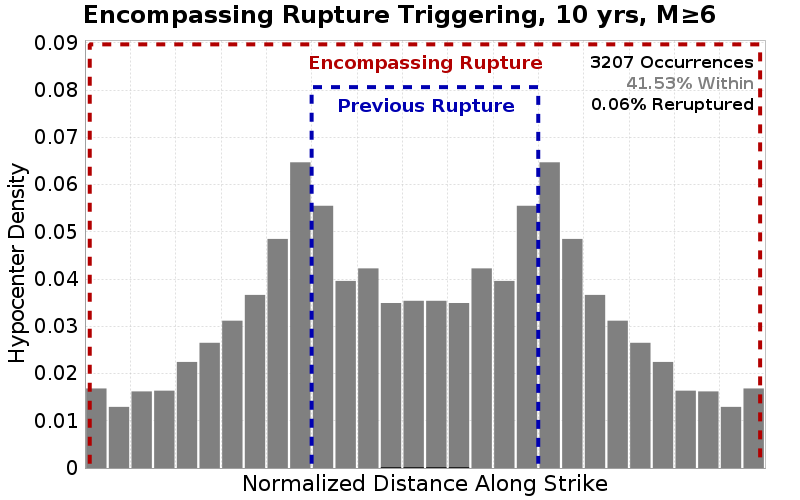 Encompassing Rupture Triggering, 10 yrs, M≥6
Encompassing Rupture
3207 Occurrences
41.53% Within
Previous Rupture
0.06% Reruptured
Hypocenter Density
0.09
0.08
0.07
0.06
0.05
0.04
0.03
0.02
0.01
0
Normalized Distance Along Strike